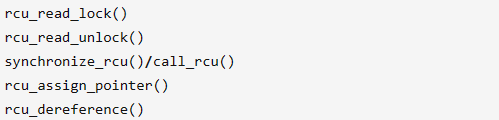 rcu_read_lock()
rcu_read_unlock()
synchronize_rcu()/call_rcu()
rcu_assign_pointer()
rcu_dereference()